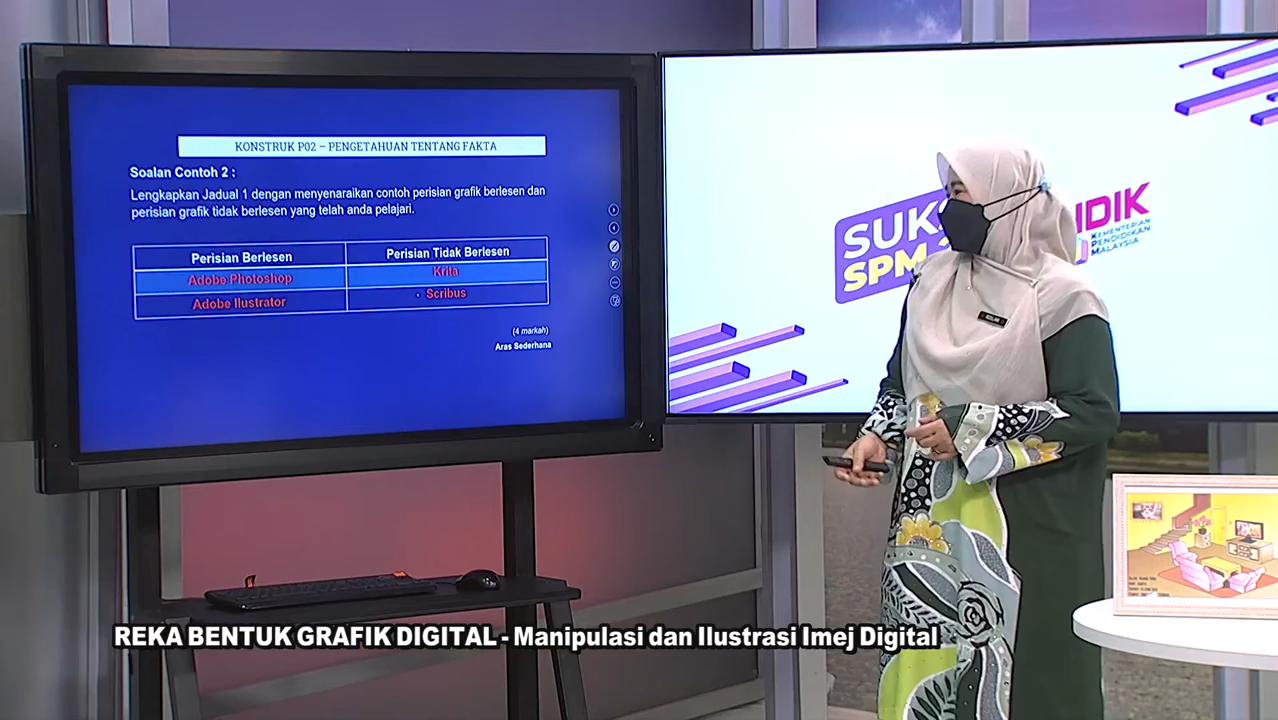 KONSTRUK P02 – PENGETAHUAN TENTANG FAKTA
Soalan Contoh 2 :
Lengkapkan Jadual 1 dengan menyenaraikan contoh perisian grafik berlesen dan
perisian grafik tidak berlesen yang telah anda pelajari.
Perisian Berlesen
Perisian Tidak Berlesen
Adobe Photoshop
Krita
Adobe Ilustrator
Scribus
(4 markah)
Aras Sederhana
SUKS
SPM
IDIK
KEMENTERIAN
PENDIDIKAN
MALAYSIA
REKA BENTUK GRAFIK DIGITAL - Manipulasi dan Ilustrasi Imej Digital